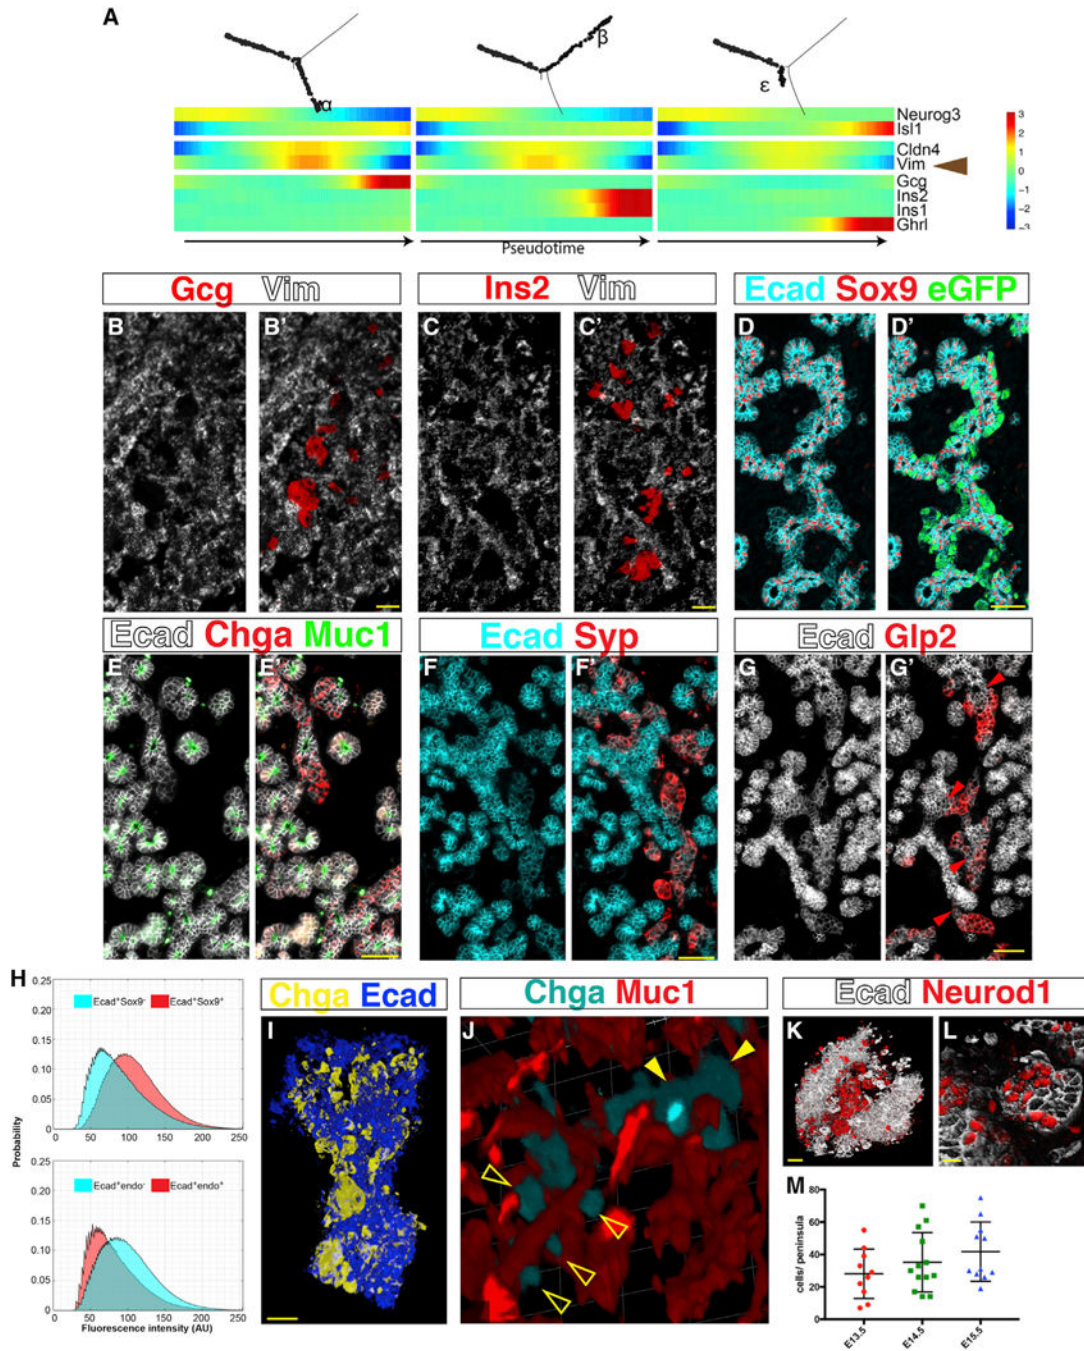 A
α
β
ε
Neurog3
Isl1
Cldn4
Vim
Gcg
Ins2
Ins1
Ghrl
3
2
1
0
−1
−2
−3
Pseudotime
Gcg Vim
Ins2 Vim
Ecad Sox9 eGFP
B
B'
C
C'
D
D'
Ecad Chga Muc1
Ecad Syp
Ecad Glp2
E
E'
F
F'
G
G'
H
0.25
0.20
0.15
0.10
0.05
0
Ecad⁺Sox9⁻
Ecad⁺Sox9⁺
50
100
150
200
250
Probability
0.25
0.20
0.15
0.10
0.05
0
Ecad⁺endo⁻
Ecad⁺endo⁺
50
100
150
200
250
Fluorescence intensity (AU)
Chga Ecad
I
Chga Muc1
J
Ecad Neurod1
K
L
M
80
60
40
20
0
cells/ peninsula
E13.5
E14.5
E15.5